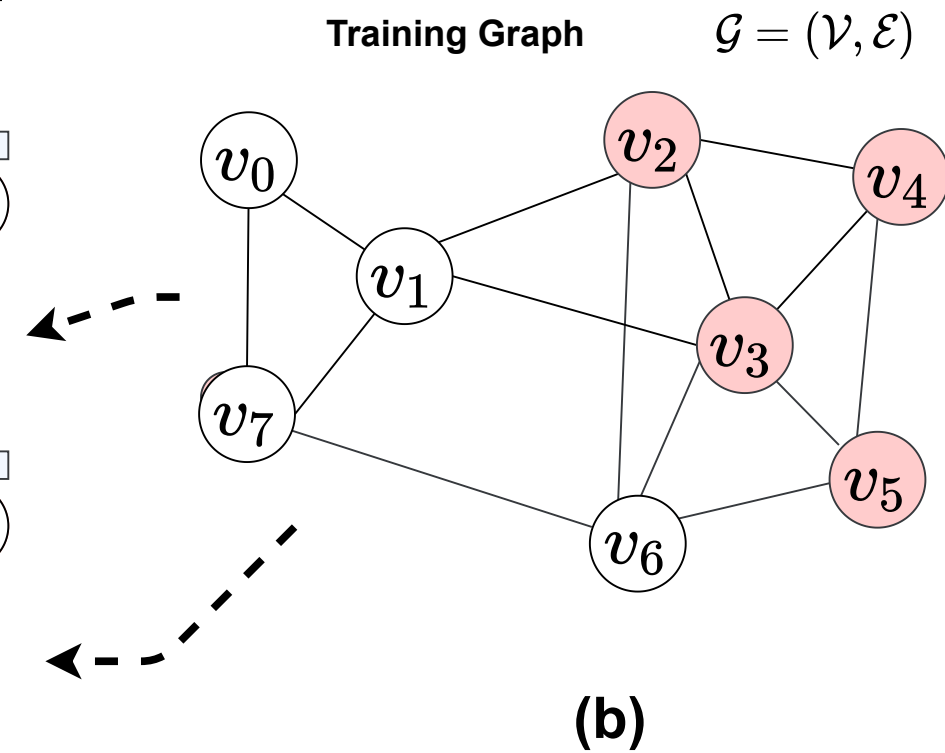 Training Graph 𝒢 = (𝒱, ℰ)
v₂
v₀
v₄
v₁
v₃
v₇
v₅
v₆
(b)